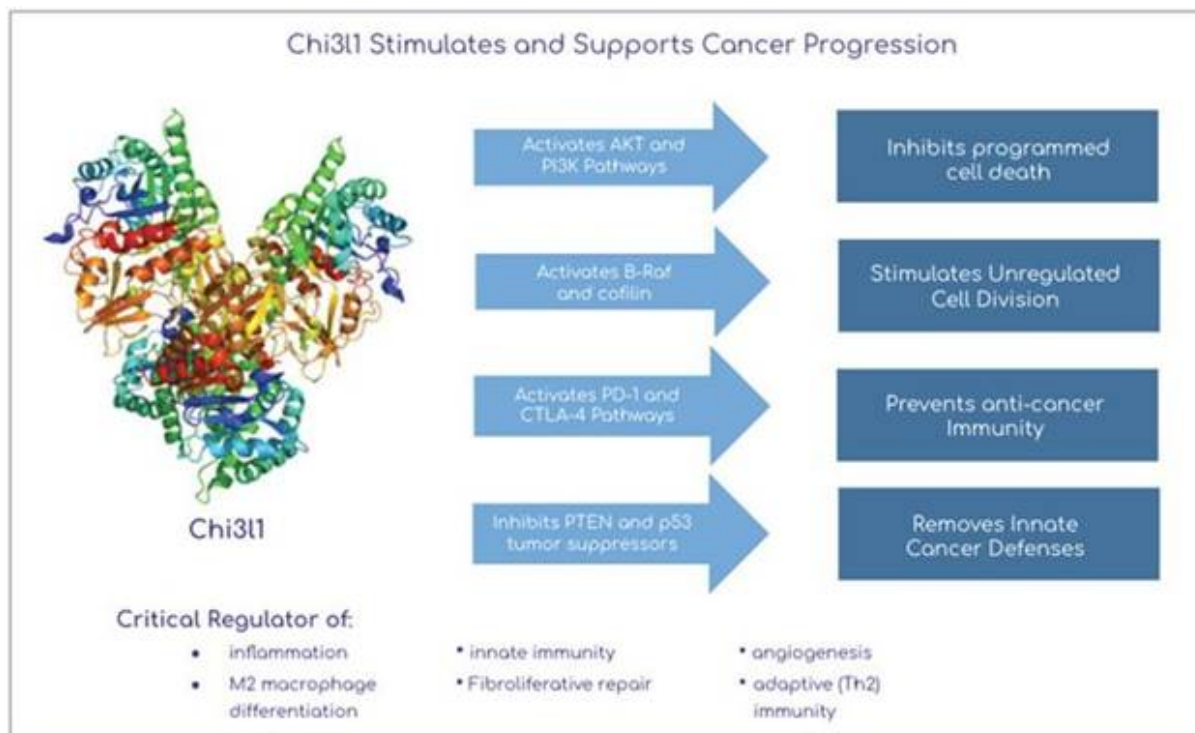 Chi3l1 Stimulates and Supports Cancer Progression
Activates AKT and
PI3K Pathways
Inhibits programmed
cell death
Activates B-Raf
and cofilin
Stimulates Unregulated
Cell Division
Activates PD-1 and
CTLA-4 Pathways
Prevents anti-cancer
Immunity
Inhibits PTEN and p53
tumor suppressors
Removes Innate
Cancer Defenses
Chi3l1
Critical Regulator of:
• inflammation
• M2 macrophage
differentiation
• innate immunity
• Fibroliferative repair
• angiogenesis
• adaptive (Th2)
immunity